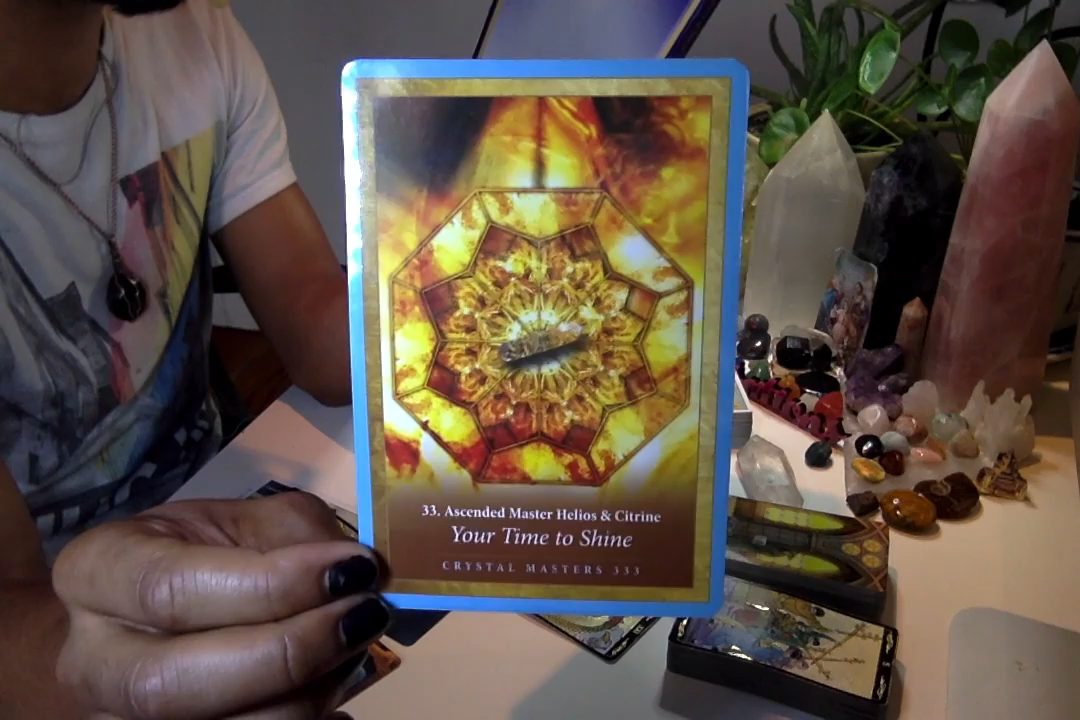 33. Ascended Master Helios & Citrine
Your Time to Shine
CRYSTAL MASTERS 333